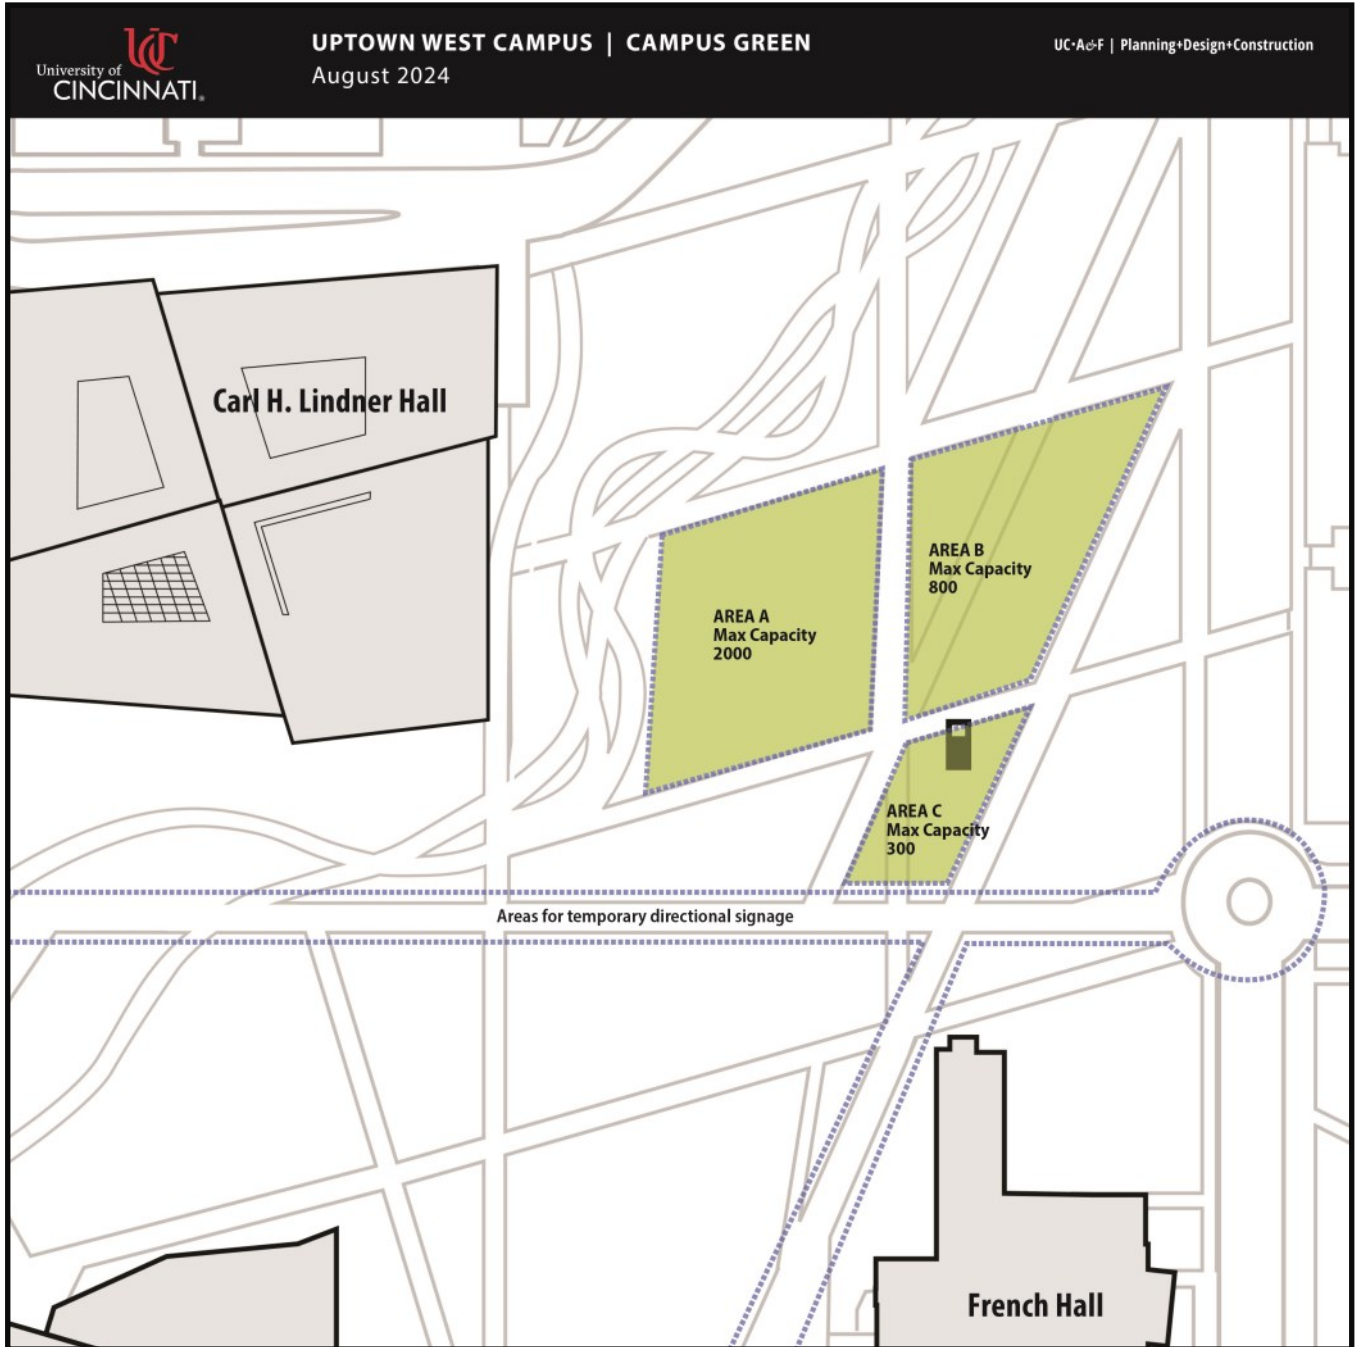 UC
University of
CINCINNATI®
UPTOWN WEST CAMPUS | CAMPUS GREEN
August 2024
UC•A&F | Planning+Design+Construction
Carl H. Lindner Hall
AREA B
Max Capacity
800
AREA A
Max Capacity
2000
AREA C
Max Capacity
300
Areas for temporary directional signage
French Hall